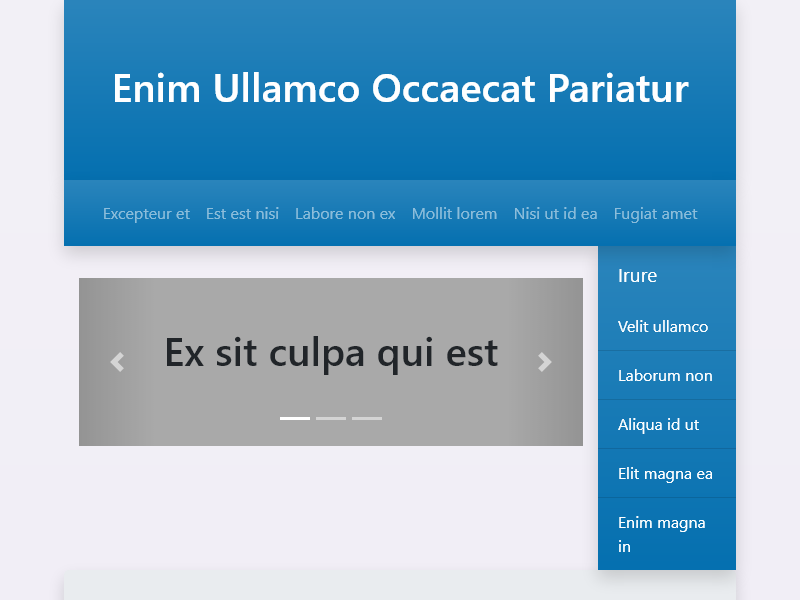 Enim Ullamco Occaecat Pariatur
Excepteur et
Est est nisi
Labore non ex
Mollit lorem
Nisi ut id ea
Fugiat amet
Ex sit culpa qui est
Irure
Velit ullamco
Laborum non
Aliqua id ut
Elit magna ea
Enim magna
in